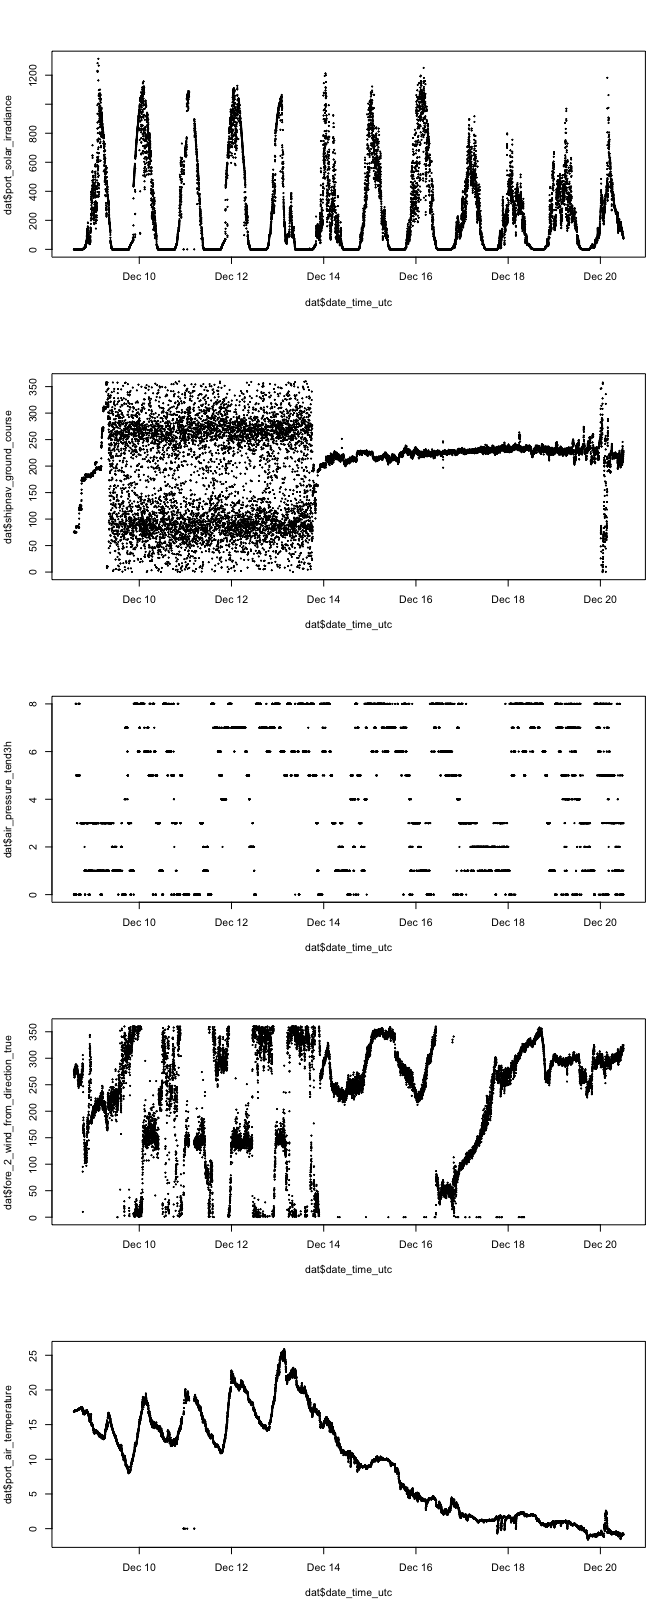 dat$port_solar_irradiance
0 200 400 600 800 1200
Dec 10 Dec 12 Dec 14 Dec 16 Dec 18 Dec 20
dat$date_time_utc
dat$shipnav_ground_course
0 50 100 150 200 250 300 350
Dec 10 Dec 12 Dec 14 Dec 16 Dec 18 Dec 20
dat$date_time_utc
dat$air_pressure_tend3h
0 2 4 6 8
Dec 10 Dec 12 Dec 14 Dec 16 Dec 18 Dec 20
dat$date_time_utc
dat$fore_2_wind_from_direction_true
0 50 100 150 200 250 300 350
Dec 10 Dec 12 Dec 14 Dec 16 Dec 18 Dec 20
dat$date_time_utc
dat$port_air_temperature
0 5 10 15 20 25
Dec 10 Dec 12 Dec 14 Dec 16 Dec 18 Dec 20
dat$date_time_utc